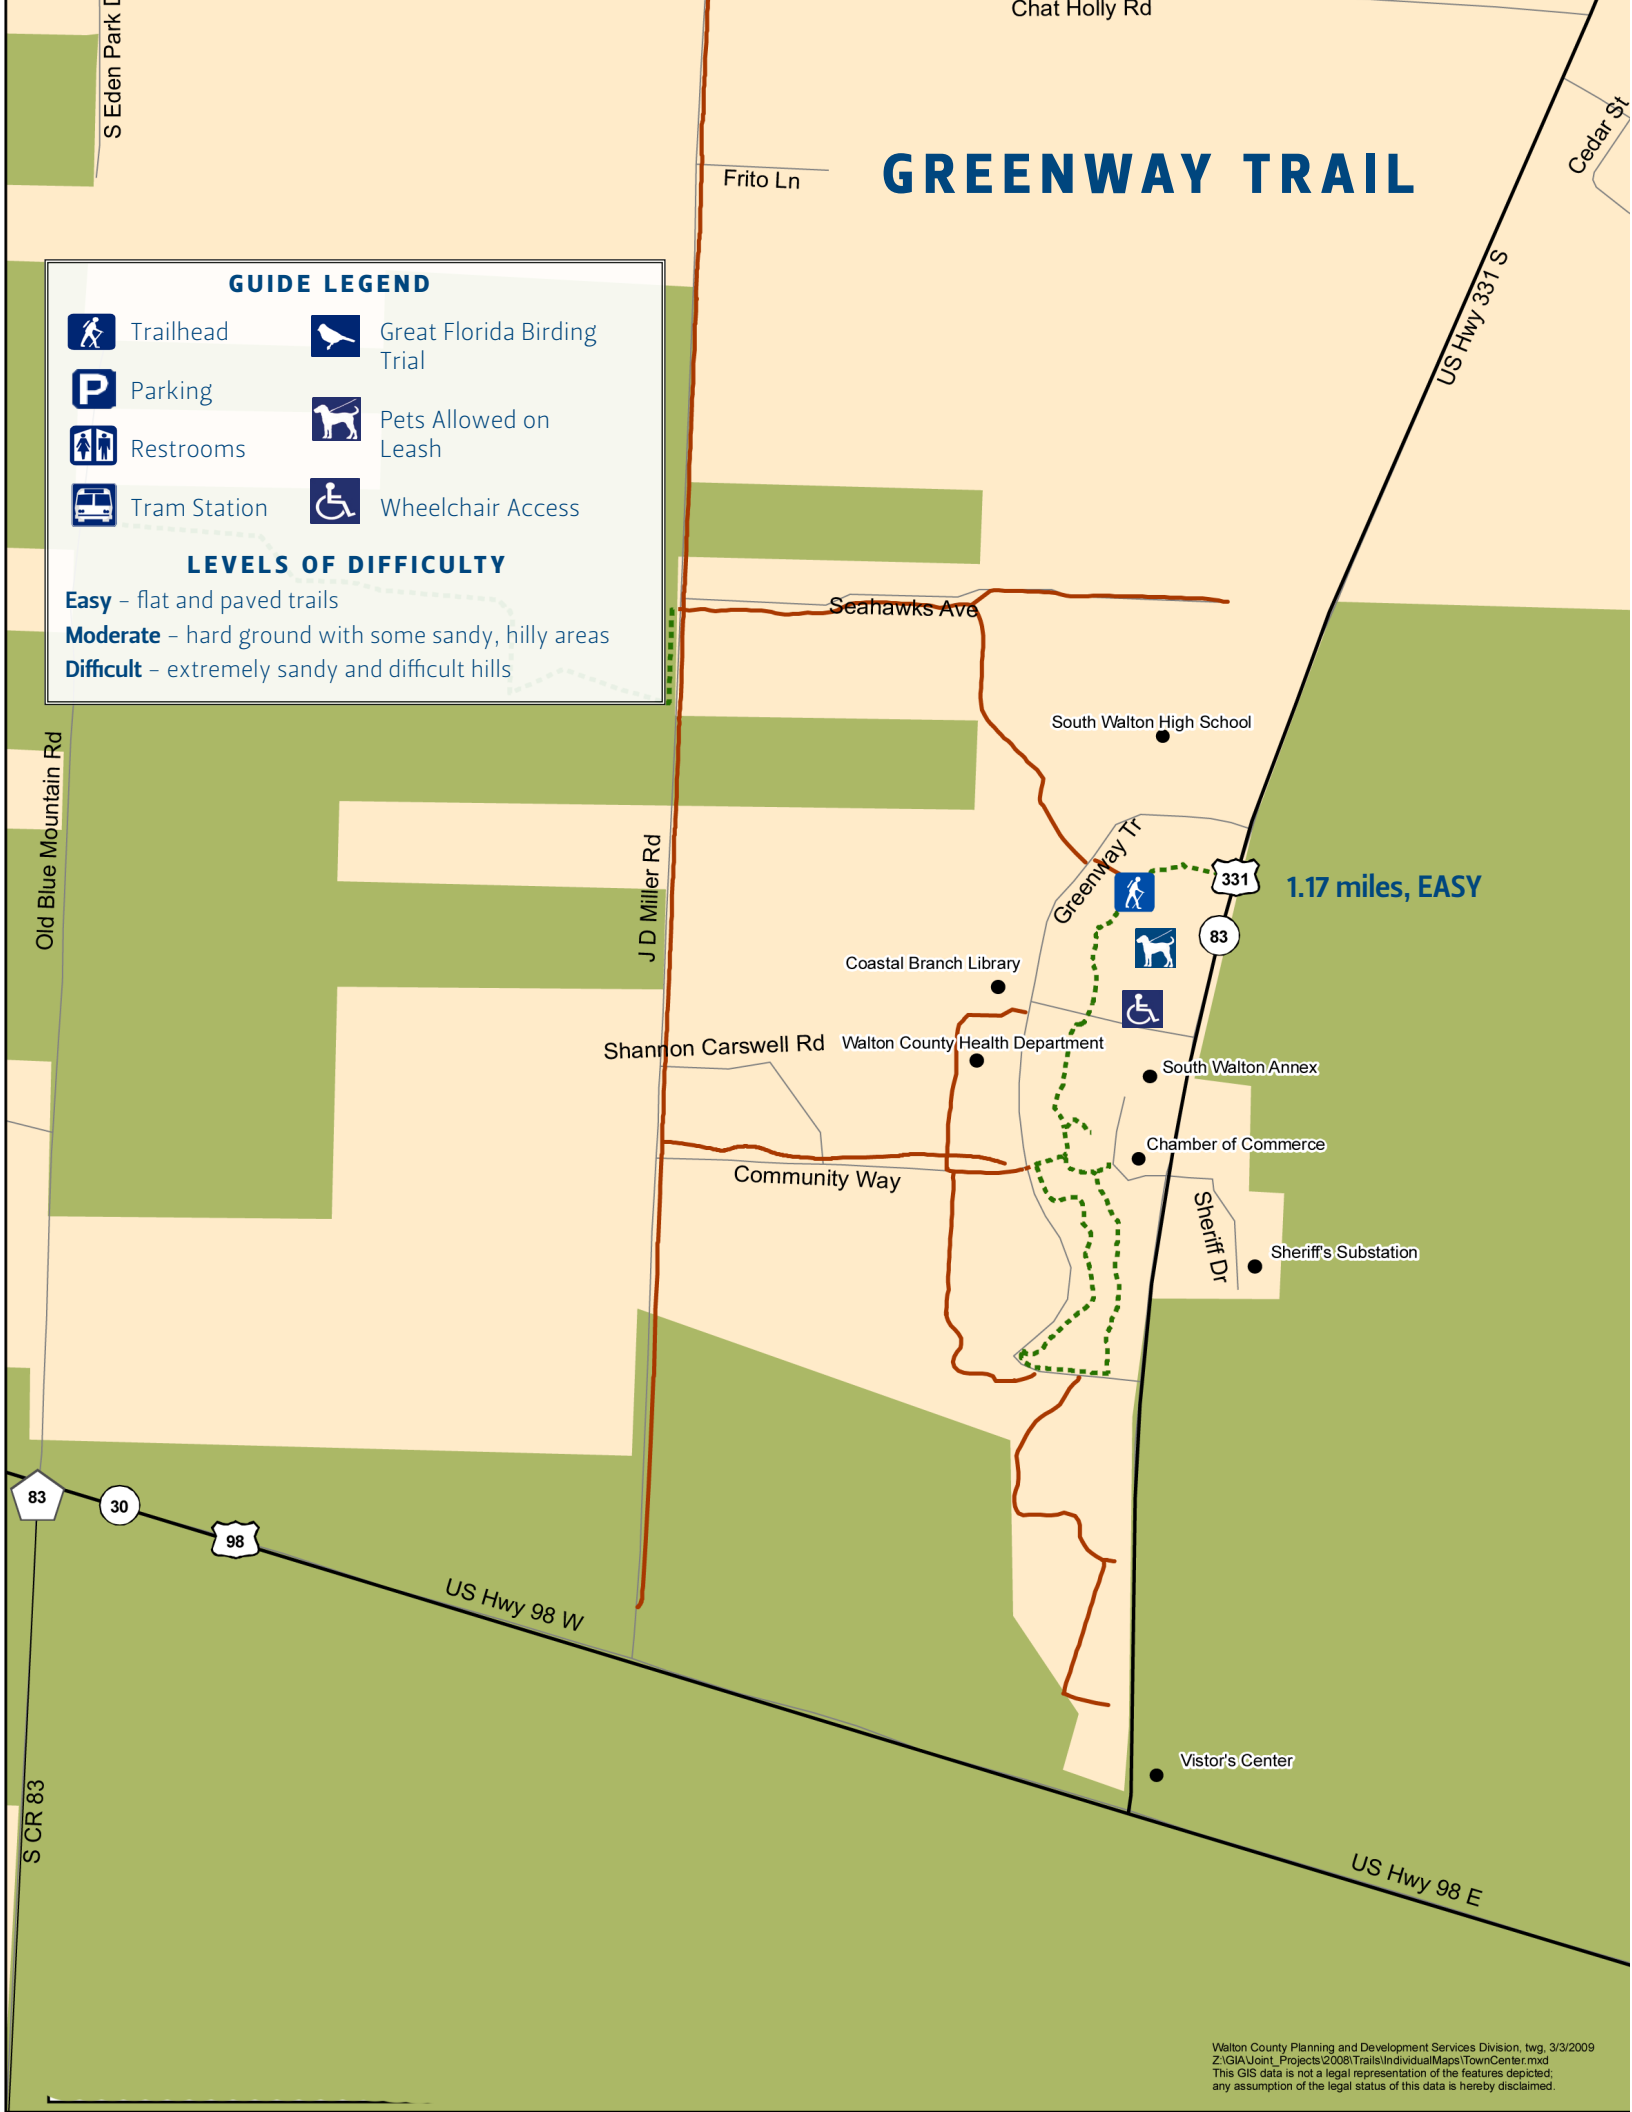 Chat Holly Rd
S Eden Park D
Cedar St
GREENWAY TRAIL
Frito Ln
US Hwy 331 S
GUIDE LEGEND
Trailhead
Great Florida Birding
Trial
Parking
Pets Allowed on
Leash
Restrooms
Tram Station
Wheelchair Access
LEVELS OF DIFFICULTY
Easy – flat and paved trails
Moderate – hard ground with some sandy, hilly areas
Difficult – extremely sandy and difficult hills
Seahawks Ave
South Walton High School
Old Blue Mountain Rd
J D Miller Rd
Greenway Tr
331
1.17 miles, EASY
83
Coastal Branch Library
Shannon Carswell Rd
Walton County Health Department
South Walton Annex
Chamber of Commerce
Community Way
Sheriff Dr
Sheriff's Substation
83
30
98
US Hwy 98 W
Vistor's Center
S CR 83
US Hwy 98 E
Walton County Planning and Development Services Division, twg, 3/3/2009
Z:\GIA\Joint_Projects\2008\Trails\IndividualMaps\TownCenter.mxd
This GIS data is not a legal representation of the features depicted;
any assumption of the legal status of this data is hereby disclaimed.